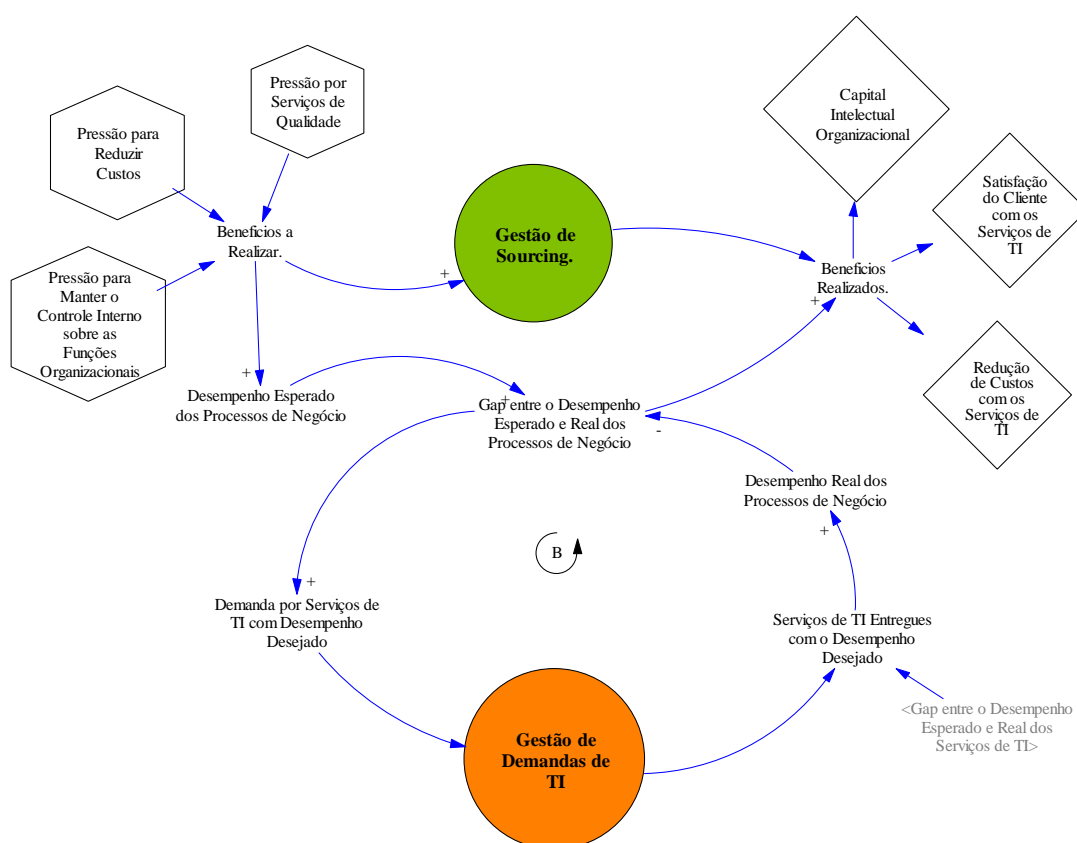 Pressão por
Serviços de
Qualidade
Pressão para
Reduzir
Custos
Pressão para
Manter o
Controle Interno
sobre as
Funções
Organizacionais
Benefícios a
Realizar.
Gestão de
Sourcing.
+
Capital
Intelectual
Organizacional
Satisfação
do Cliente
com os
Serviços de
TI
Benefícios
Realizados.
+
Redução
de Custos
com os
Serviços de
TI
+
Desempenho Esperado
dos Processos de Negócio
+
Gap entre o Desempenho
Esperado e Real dos
Processos de Negócio
-
Desempenho Real dos
Processos de Negócio
+
B
+
Demanda por Serviços de
TI com Desempenho
Desejado
Serviços de TI Entregues
com o Desempenho
Desejado
<Gap entre o Desempenho
Esperado e Real dos
Serviços de TI>
Gestão de
Demandas de
TI